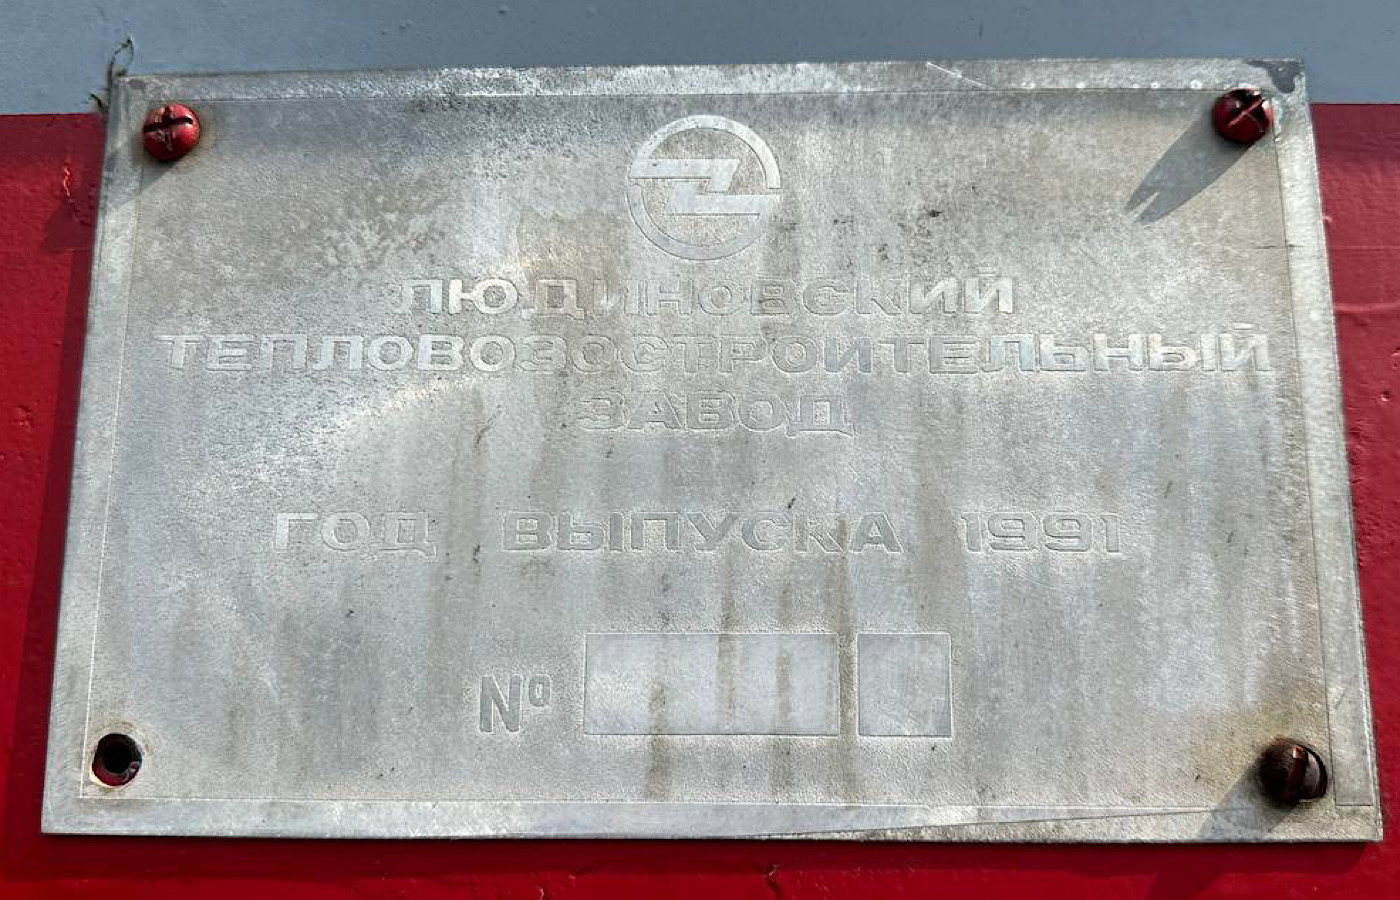 ЛЮДИНОВСКИЙ
ТЕПЛОВОЗОСТРОИТЕЛЬНЫЙ
ЗАВОД
ГОД ВЫПУСКА 1991
№